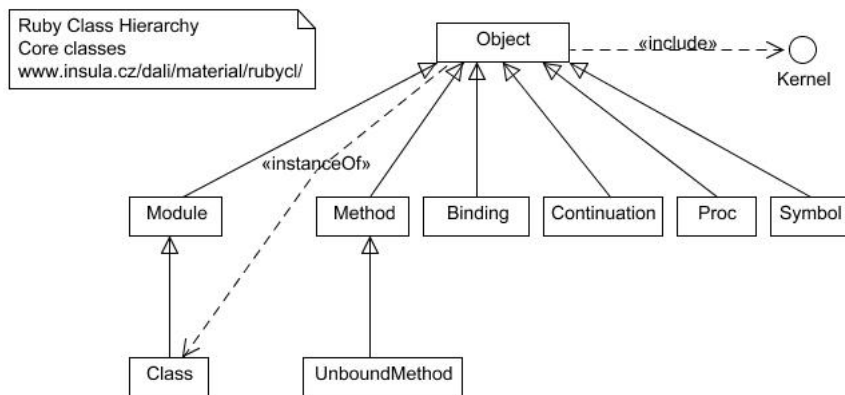 Ruby Class Hierarchy
Core classes
www.insula.cz/dali/material/rubycl/
Object
«include»
Kernel
«instanceOf»
Module
Method
Binding
Continuation
Proc
Symbol
Class
UnboundMethod